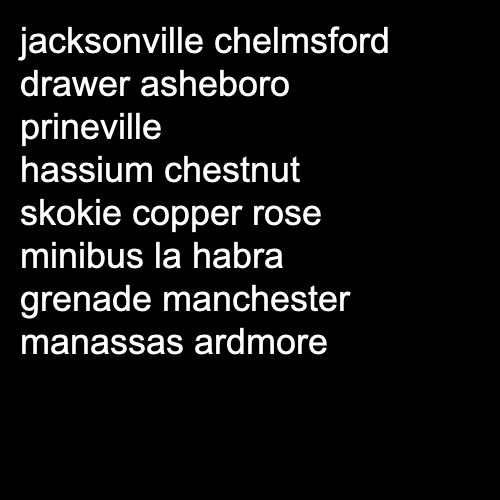 jacksonville chelmsford
drawer asheboro
prineville
hassium chestnut
skokie copper rose
minibus la habra
grenade manchester
manassas ardmore